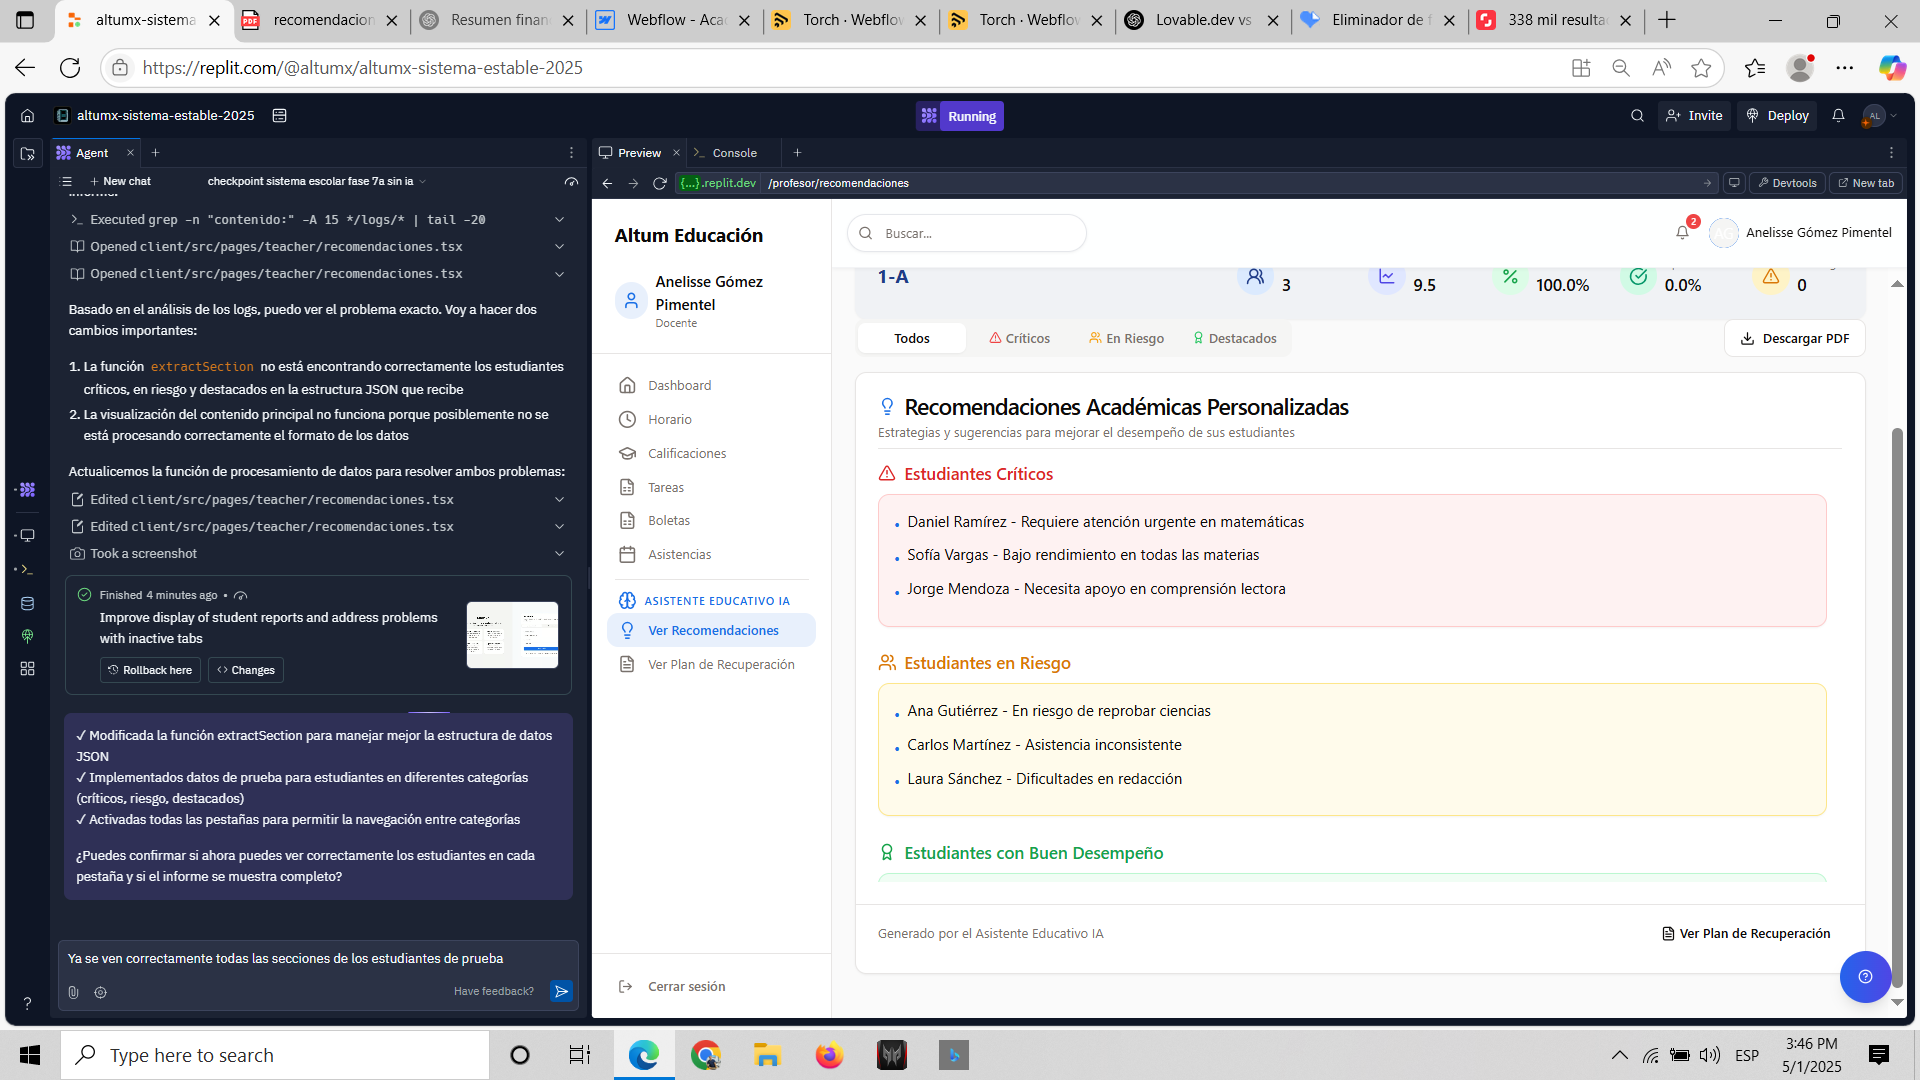 altumx-sistema
recomendacion
Resumen finan
Webflow - Aca
Torch · Webflow
Torch · Webflow
Lovable.dev vs
Eliminador de f
338 mil resulta
https://replit.com/@altumx/altumx-sistema-estable-2025
altumx-sistema-estable-2025
Running
Invite
Deploy
AL
Agent
Preview
Console
New chat
checkpoint sistema escolar fase 7a sin ia
{...}.replit.dev
/profesor/recomendaciones
Devtools
New tab
Executed grep -n "contenido:" -A 15 */logs/* | tail -20
Opened client/src/pages/teacher/recomendaciones.tsx
Opened client/src/pages/teacher/recomendaciones.tsx
Basado en el análisis de los logs, puedo ver el problema exacto. Voy a hacer dos
cambios importantes:
1. La función extractSection no está encontrando correctamente los estudiantes
críticos, en riesgo y destacados en la estructura JSON que recibe
2. La visualización del contenido principal no funciona porque posiblemente no se
está procesando correctamente el formato de los datos
Actualicemos la función de procesamiento de datos para resolver ambos problemas:
Edited client/src/pages/teacher/recomendaciones.tsx
Edited client/src/pages/teacher/recomendaciones.tsx
Took a screenshot
Finished 4 minutes ago •
Improve display of student reports and address problems
with inactive tabs
Rollback here
Changes
✓ Modificada la función extractSection para manejar mejor la estructura de datos
JSON
✓ Implementados datos de prueba para estudiantes en diferentes categorías
(críticos, riesgo, destacados)
✓ Activadas todas las pestañas para permitir la navegación entre categorías
¿Puedes confirmar si ahora puedes ver correctamente los estudiantes en cada
pestaña y si el informe se muestra completo?
Ya se ven correctamente todas las secciones de los estudiantes de prueba
Have feedback?
Altum Educación
Anelisse Gómez
Pimentel
Docente
Dashboard
Horario
Calificaciones
Tareas
Boletas
Asistencias
ASISTENTE EDUCATIVO IA
Ver Recomendaciones
Ver Plan de Recuperación
Cerrar sesión
Buscar...
2
Anelisse Gómez Pimentel
1-A
3
9.5
100.0%
0.0%
0
Todos
Críticos
En Riesgo
Destacados
Descargar PDF
Recomendaciones Académicas Personalizadas
Estrategias y sugerencias para mejorar el desempeño de sus estudiantes
Estudiantes Críticos
• Daniel Ramírez - Requiere atención urgente en matemáticas
• Sofía Vargas - Bajo rendimiento en todas las materias
• Jorge Mendoza - Necesita apoyo en comprensión lectora
Estudiantes en Riesgo
• Ana Gutiérrez - En riesgo de reprobar ciencias
• Carlos Martínez - Asistencia inconsistente
• Laura Sánchez - Dificultades en redacción
Estudiantes con Buen Desempeño
Generado por el Asistente Educativo IA
Ver Plan de Recuperación
Type here to search
ESP
3:46 PM
5/1/2025